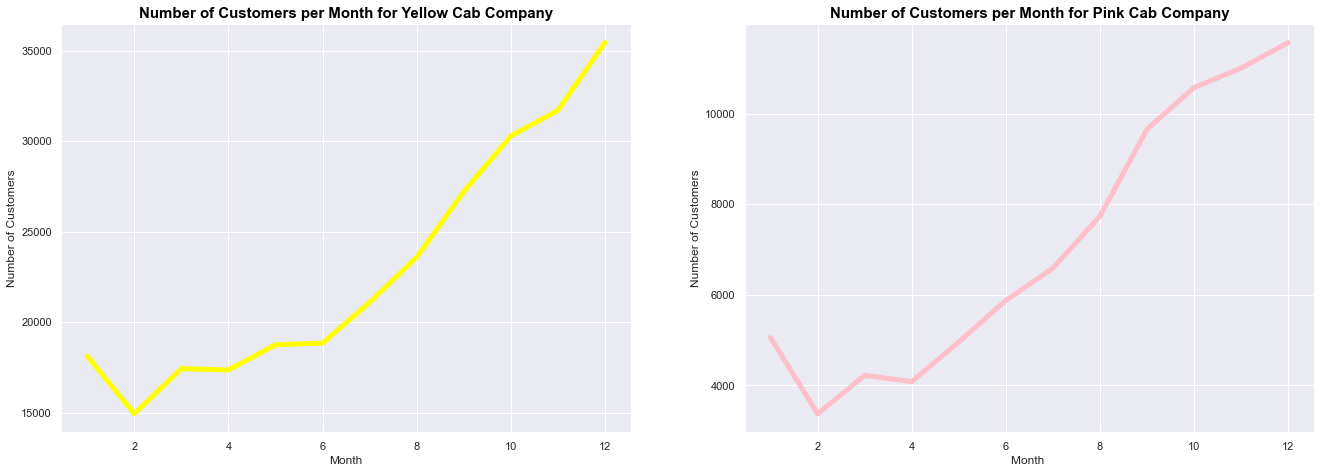 Number of Customers per Month for Yellow Cab Company
35000
30000
25000
20000
15000
Number of Customers
2 4 6 8 10 12
Month
Number of Customers per Month for Pink Cab Company
10000
8000
6000
4000
Number of Customers
2 4 6 8 10 12
Month